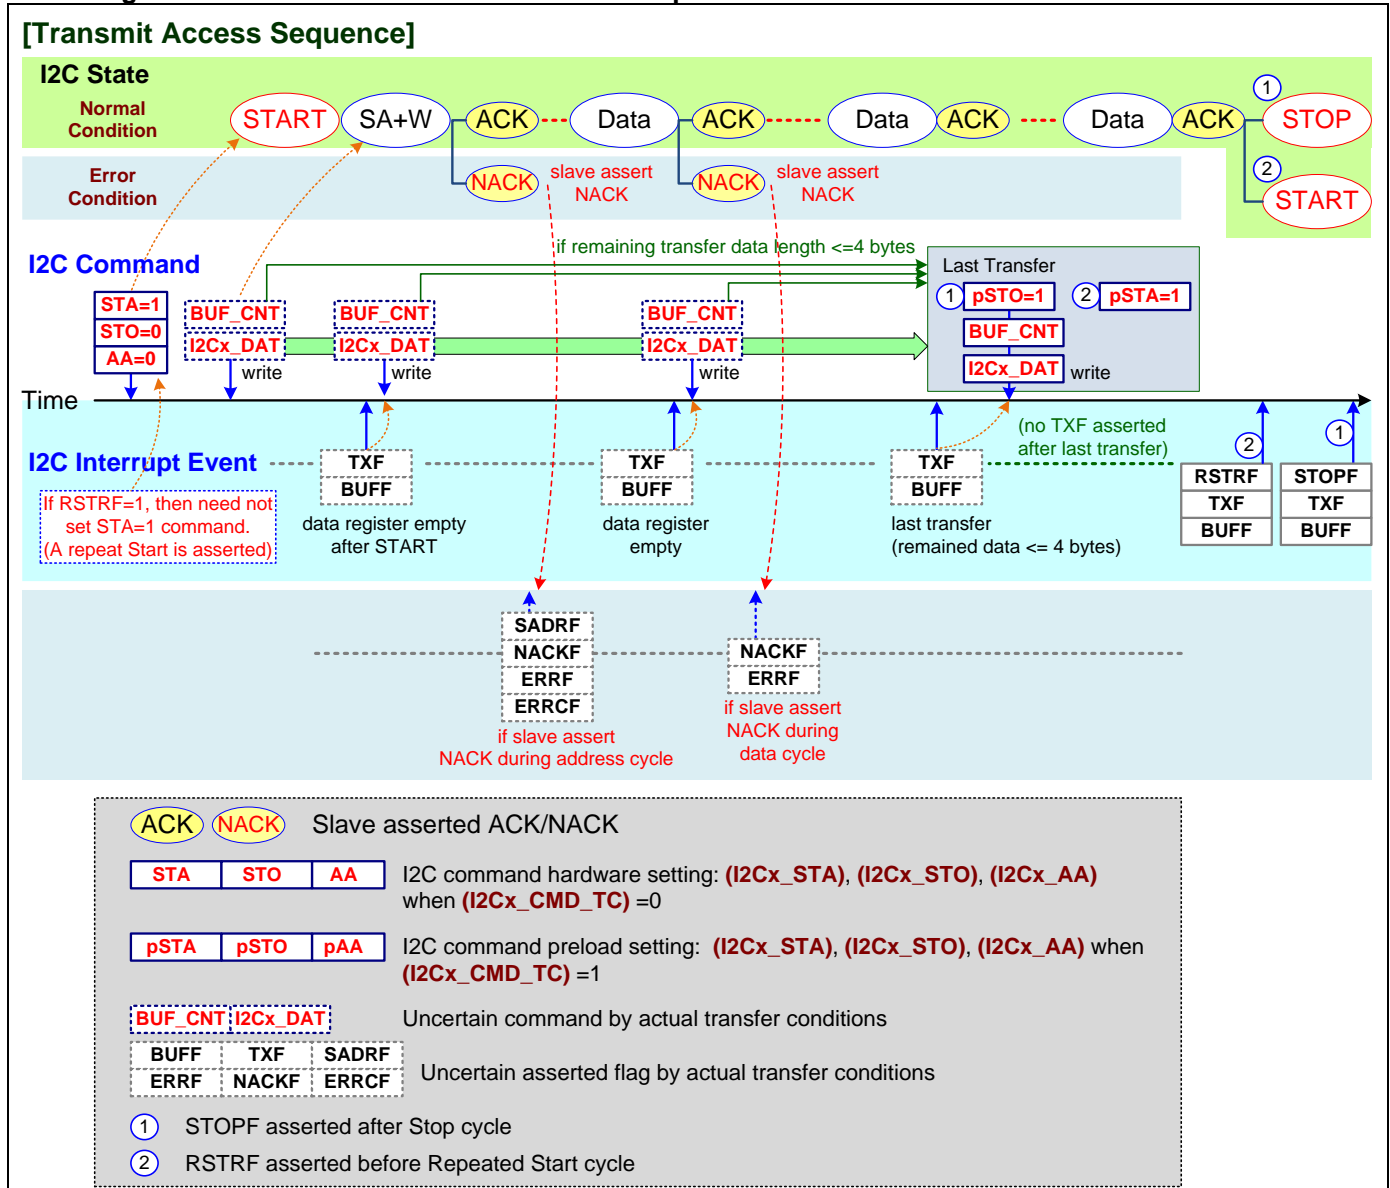 [Transmit Access Sequence]
I2C State
Normal
Condition
START
SA+W
ACK
Data
ACK
Data
ACK
Data
ACK
1
STOP
Error
Condition
NACK
slave assert
NACK
NACK
slave assert
NACK
2
START
if remaining transfer data length <=4 bytes
I2C Command
STA=1
STO=0
AA=0
BUF_CNT
I2Cx_DAT
write
BUF_CNT
I2Cx_DAT
write
BUF_CNT
I2Cx_DAT
write
Last Transfer
1 pSTO=1
2 pSTA=1
BUF_CNT
I2Cx_DAT write
Time
I2C Interrupt Event
If RSTRF=1, then need not
set STA=1 command.
(A repeat Start is asserted)
TXF
BUFF
data register empty
after START
TXF
BUFF
data register
empty
TXF
BUFF
last transfer
(remained data <= 4 bytes)
(no TXF asserted
after last transfer)
2
1
RSTRF
TXF
BUFF
STOPF
TXF
BUFF
SADRF
NACKF
ERRF
ERRCF
if slave assert
NACK during address cycle
NACKF
ERRF
if slave assert
NACK during
data cycle
ACK NACK Slave asserted ACK/NACK
STA STO AA I2C command hardware setting: (I2Cx_STA), (I2Cx_STO), (I2Cx_AA)
when (I2Cx_CMD_TC) =0
pSTA pSTO pAA I2C command preload setting: (I2Cx_STA), (I2Cx_STO), (I2Cx_AA) when
(I2Cx_CMD_TC) =1
BUF_CNT I2Cx_DAT Uncertain command by actual transfer conditions
BUFF TXF SADRF
ERRF NACKF ERRCF
Uncertain asserted flag by actual transfer conditions
1 STOPF asserted after Stop cycle
2 RSTRF asserted before Repeated Start cycle